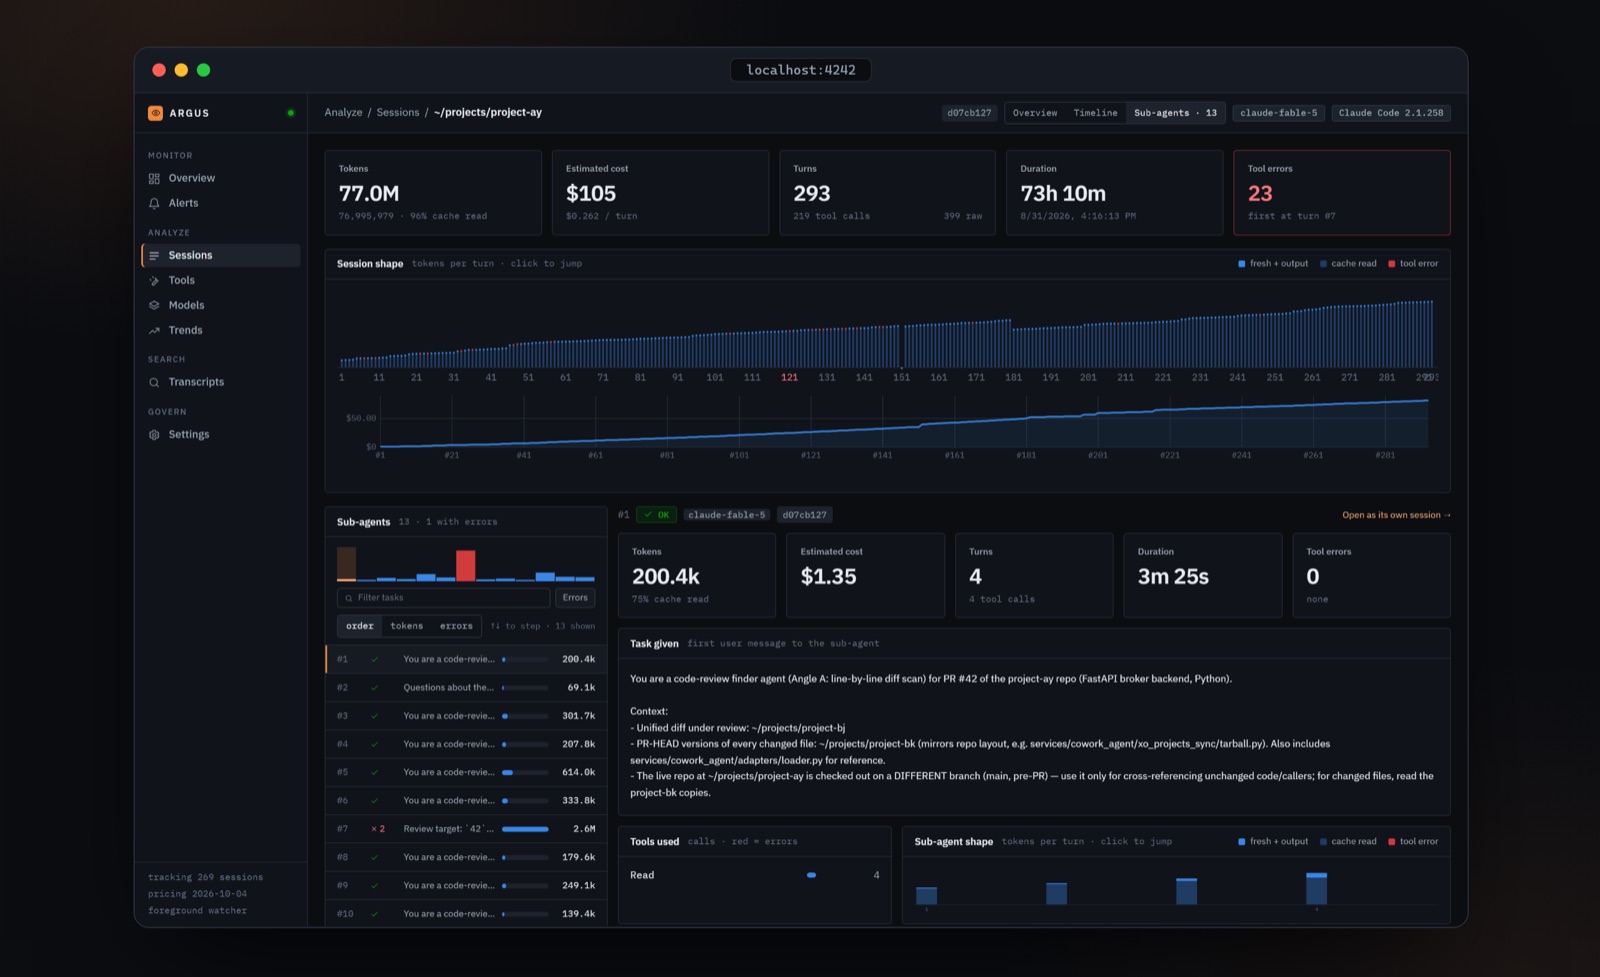 localhost:4242
ARGUS
Analyze / Sessions / ~/projects/project-ay
d07cb127
Overview Timeline Sub-agents · 13
claude-fable-5
Claude Code 2.1.258
MONITOR
Overview
Alerts
ANALYZE
Sessions
Tools
Models
Trends
SEARCH
Transcripts
GOVERN
Settings
tracking 269 sessions
pricing 2026-10-04
foreground watcher
Tokens
77.0M
76,995,979 · 96% cache read
Estimated cost
$105
$0.262 / turn
Turns
293
219 tool calls 399 raw
Duration
73h 10m
8/31/2026, 4:16:13 PM
Tool errors
23
first at turn #7
Session shape tokens per turn · click to jump
fresh + output cache read tool error
1 11 21 31 41 51 61 71 81 91 101 111 121 131 141 151 161 171 181 191 201 211 221 231 241 251 261 271 281
$50.00
$0
#1 #21 #41 #61 #81 #101 #121 #141 #161 #181 #201 #221 #241 #261 #281
Sub-agents 13 · 1 with errors
Filter tasks
Errors
order tokens errors ↑↓ to step · 13 shown
#1 ✓ You are a code-revie... 200.4k
#2 ✓ Questions about the... 69.1k
#3 ✓ You are a code-revie... 301.7k
#4 ✓ You are a code-revie... 207.8k
#5 ✓ You are a code-revie... 614.0k
#6 ✓ You are a code-revie... 333.8k
#7 × 2 Review target: `42`... 2.6M
#8 ✓ You are a code-revie... 179.6k
#9 ✓ You are a code-revie... 249.1k
#10 ✓ You are a code-revie... 139.4k
#1 ✓ OK claude-fable-5 d07cb127
Open as its own session →
Tokens
200.4k
75% cache read
Estimated cost
$1.35
Turns
4
4 tool calls
Duration
3m 25s
Tool errors
0
none
Task given first user message to the sub-agent
You are a code-review finder agent (Angle A: line-by-line diff scan) for PR #42 of the project-ay repo (FastAPI broker backend, Python).
Context:
- Unified diff under review: ~/projects/project-bj
- PR-HEAD versions of every changed file: ~/projects/project-bk (mirrors repo layout, e.g. services/cowork_agent/xo_projects_sync/tarball.py). Also includes
services/cowork_agent/adapters/loader.py for reference.
- The live repo at ~/projects/project-ay is checked out on a DIFFERENT branch (main, pre-PR) — use it only for cross-referencing unchanged code/callers; for changed files, read the
project-bk copies.
Tools used calls · red = errors
Read 4
Sub-agent shape tokens per turn · click to jump
fresh + output cache read tool error